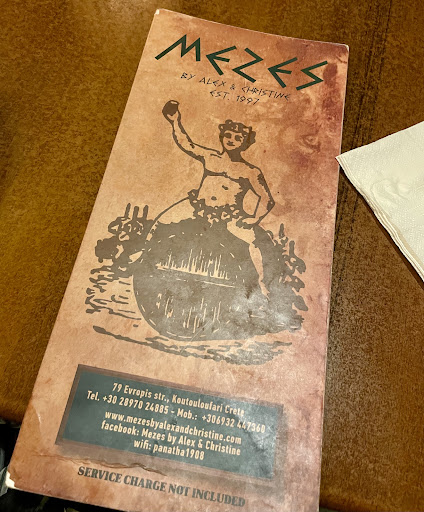 MEZES
BY ALEX & CHRISTINE
EST. 1997
79 Evropis str., Koutouloufari Crete
Tel. +30 28970 24885 - Mob.: +306932 447360
www.mezesbyalexandchristine.com
facebook: Mezes by Alex & Christine
wifi: panatha1908
SERVICE CHARGE NOT INCLUDED